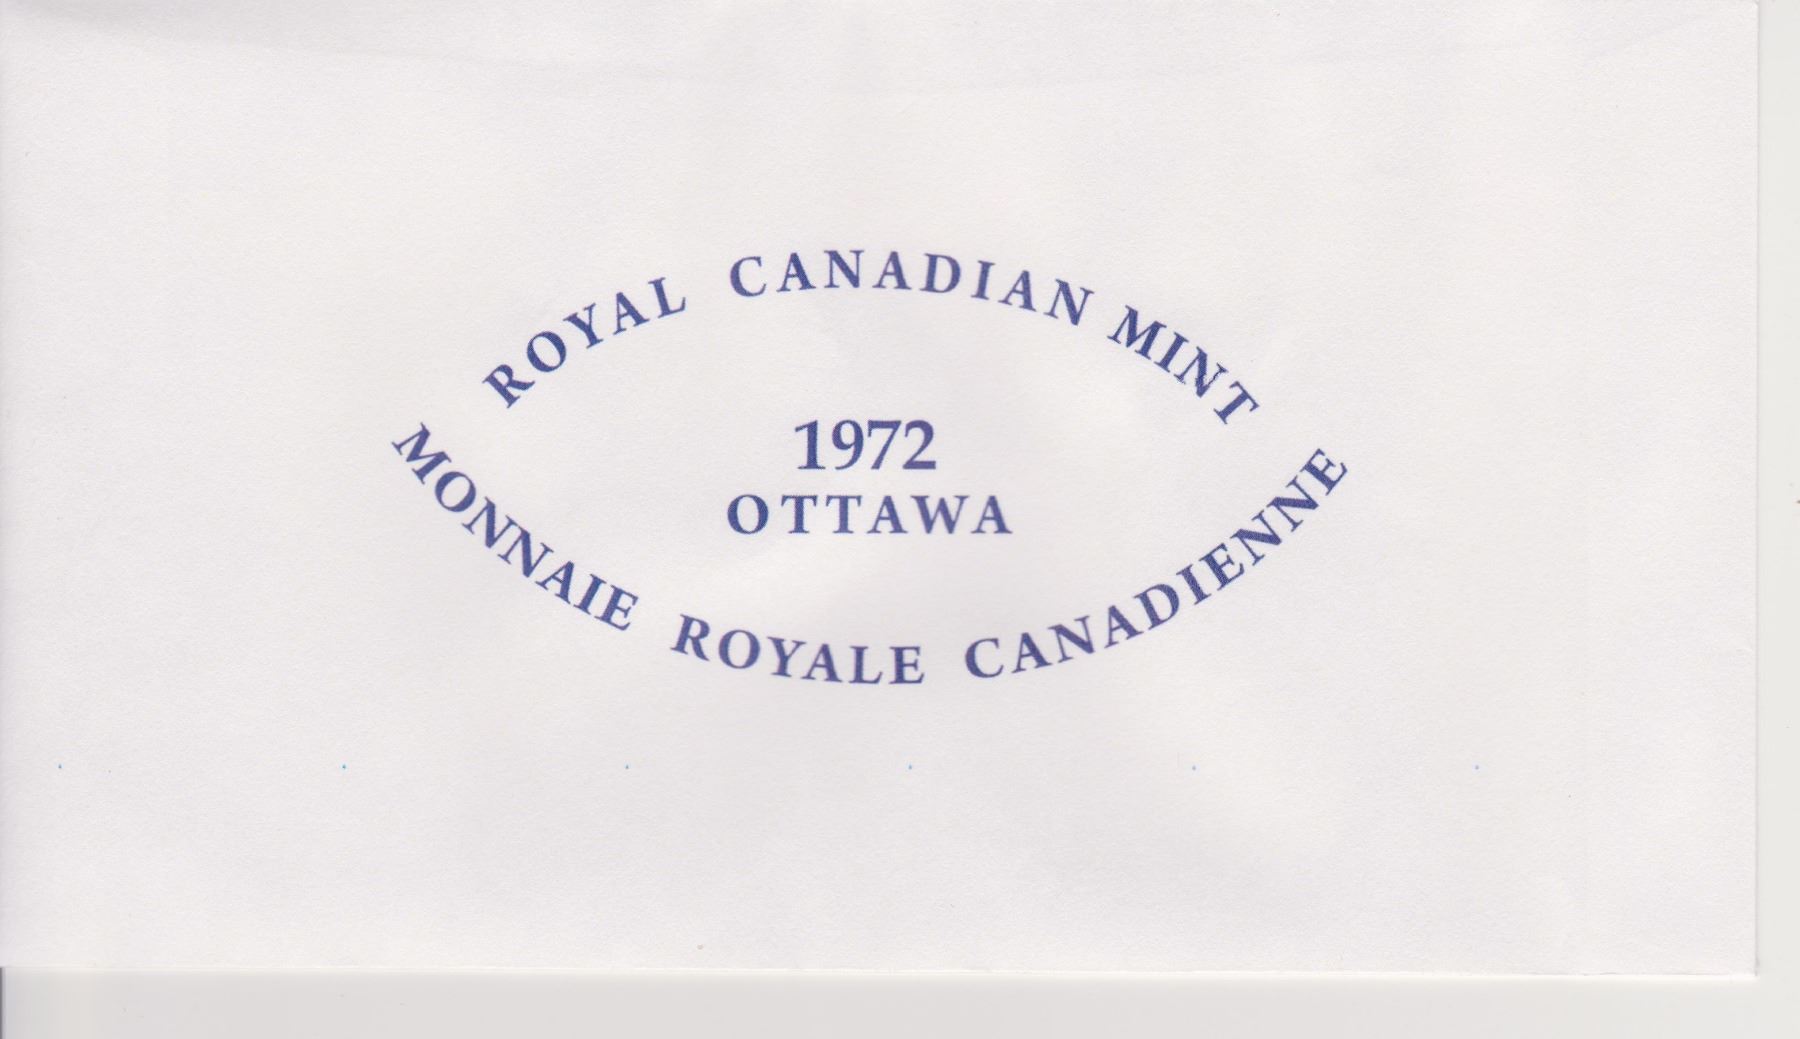 ROYAL CANADIAN MINT
1972
OTTAWA
MONNAIE ROYALE CANADIENNE